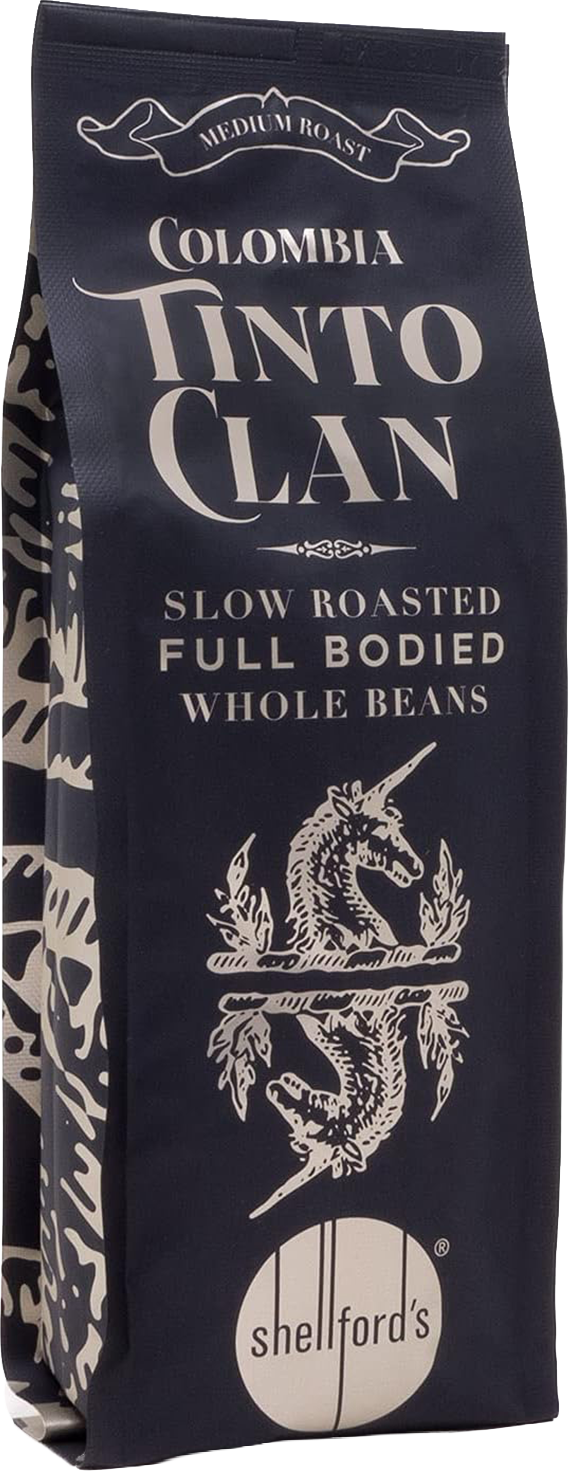 MEDIUM ROAST
COLOMBIA
TINTO
CLAN
SLOW ROASTED
FULL BODIED
WHOLE BEANS
shellford's
®